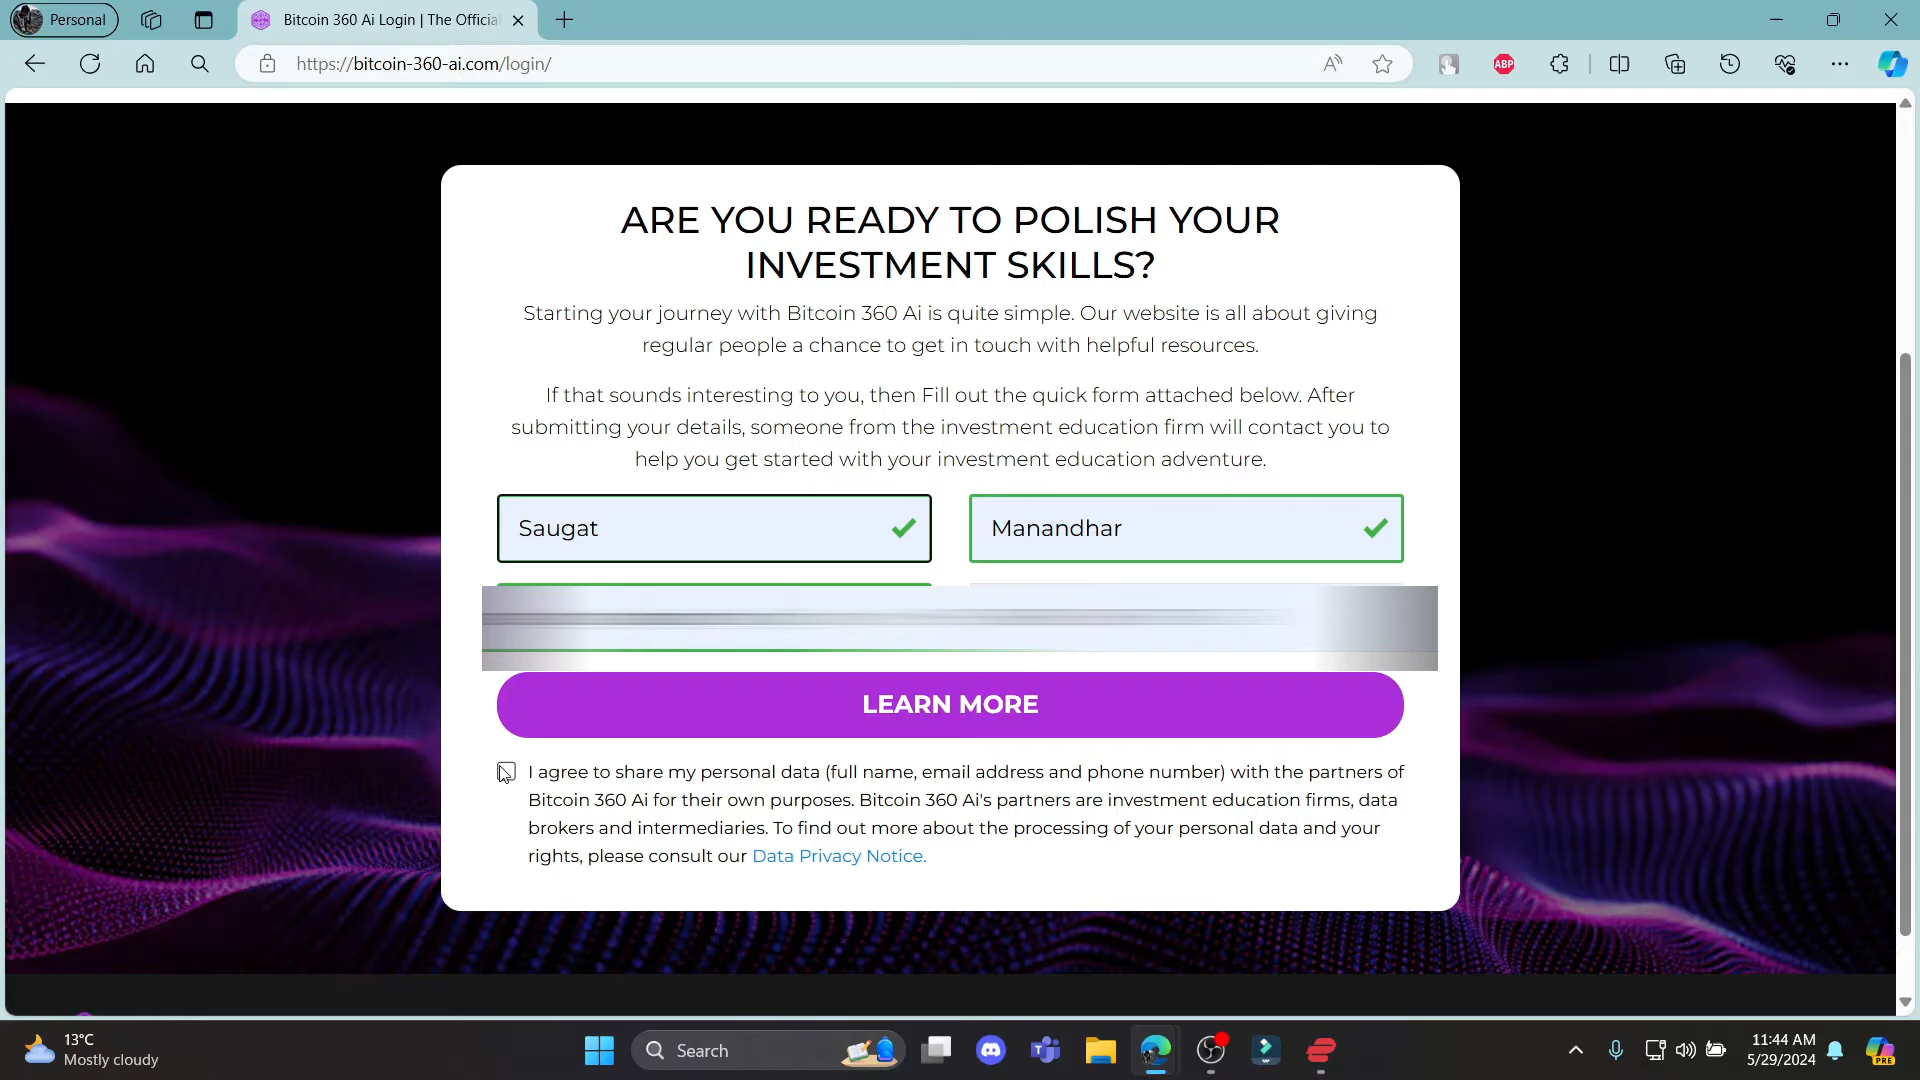 Personal
Bitcoin 360 Ai Login | The Official
https://bitcoin-360-ai.com/login/
ABP
ARE YOU READY TO POLISH YOUR
INVESTMENT SKILLS?
Starting your journey with Bitcoin 360 Ai is quite simple. Our website is all about giving
regular people a chance to get in touch with helpful resources.
If that sounds interesting to you, then Fill out the quick form attached below. After
submitting your details, someone from the investment education firm will contact you to
help you get started with your investment education adventure.
Saugat
Manandhar
LEARN MORE
I agree to share my personal data (full name, email address and phone number) with the partners of
Bitcoin 360 Ai for their own purposes. Bitcoin 360 Ai's partners are investment education firms, data
brokers and intermediaries. To find out more about the processing of your personal data and your
rights, please consult our Data Privacy Notice.
13°C
Mostly cloudy
Search
11:44 AM
5/29/2024
PRE